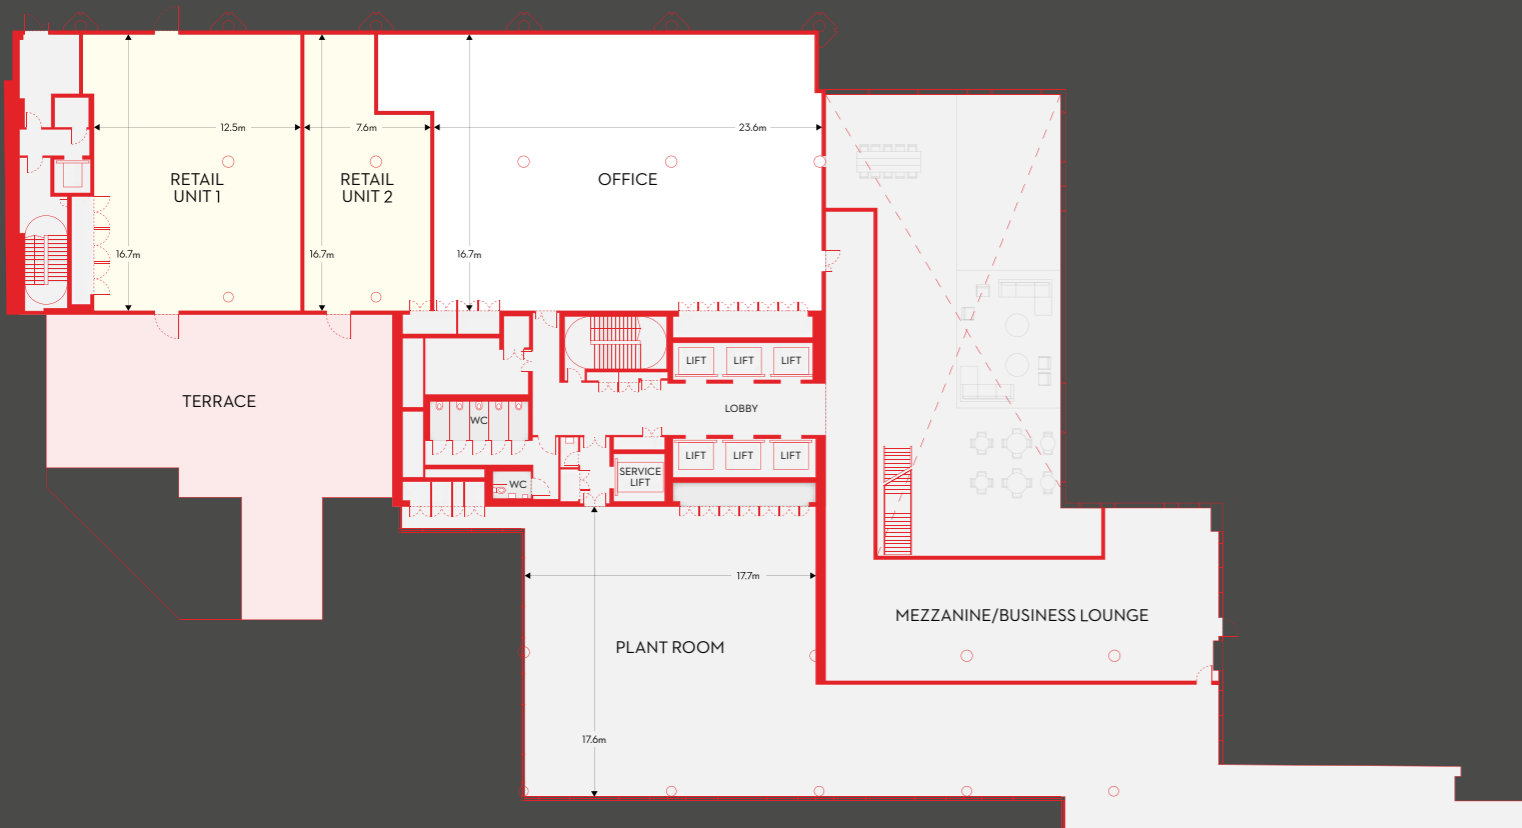 12.5m
7.6m
23.6m
RETAIL
UNIT 1
RETAIL
UNIT 2
OFFICE
16.7m
16.7m
16.7m
LIFT
LIFT
LIFT
TERRACE
LOBBY
WC
LIFT
LIFT
LIFT
SERVICE
LIFT
WC
17.7m
MEZZANINE/BUSINESS LOUNGE
PLANT ROOM
17.6m